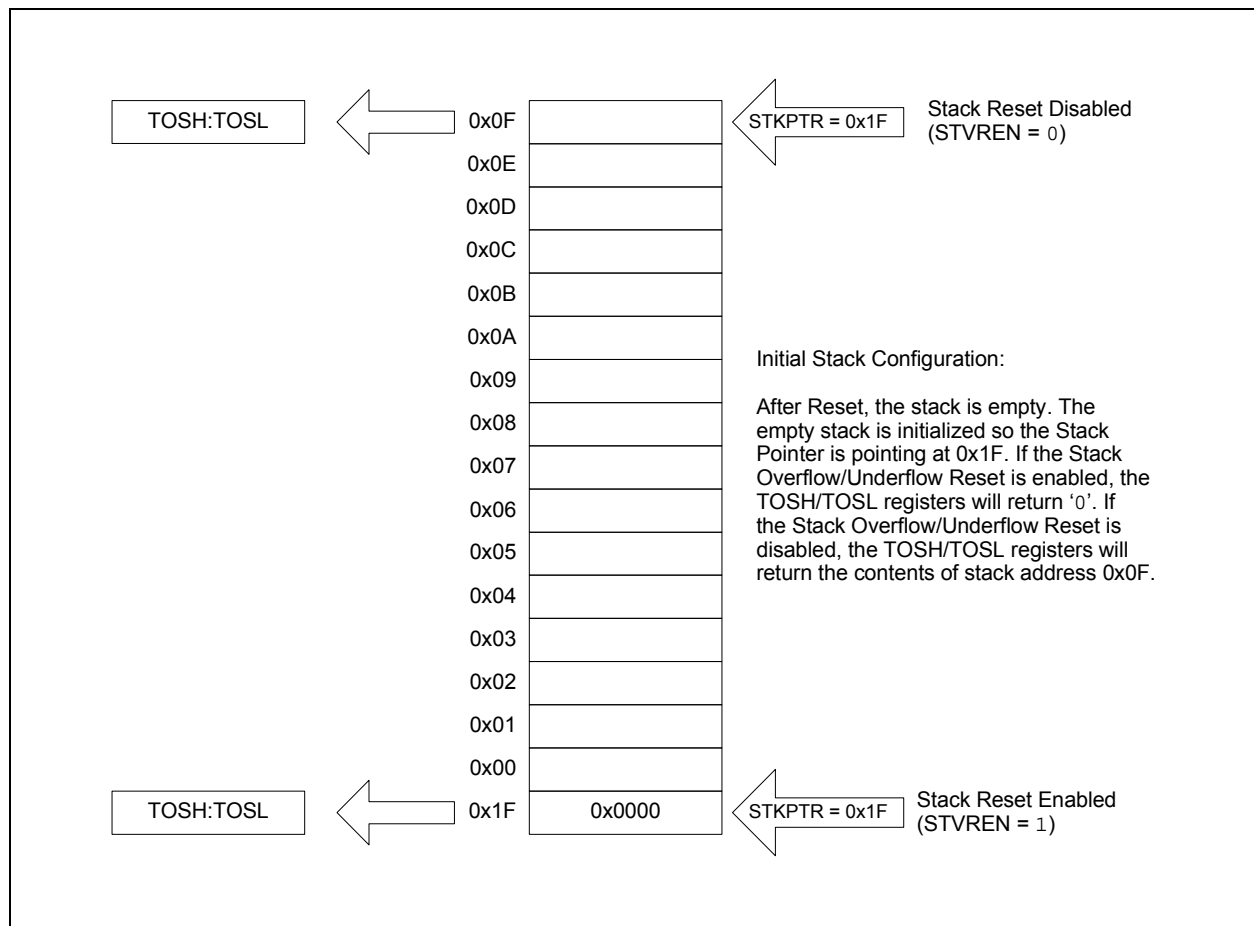 TOSH:TOSL
0x0F
STKPTR = 0x1F
Stack Reset Disabled
(STVREN = 0)
0x0E
0x0D
0x0C
0x0B
0x0A
0x09
0x08
0x07
0x06
0x05
0x04
0x03
0x02
0x01
0x00
Initial Stack Configuration:
After Reset, the stack is empty. The
empty stack is initialized so the Stack
Pointer is pointing at 0x1F. If the Stack
Overflow/Underflow Reset is enabled, the
TOSH/TOSL registers will return ‘0’. If
the Stack Overflow/Underflow Reset is
disabled, the TOSH/TOSL registers will
return the contents of stack address 0x0F.
TOSH:TOSL
0x1F
0x0000
STKPTR = 0x1F
Stack Reset Enabled
(STVREN = 1)